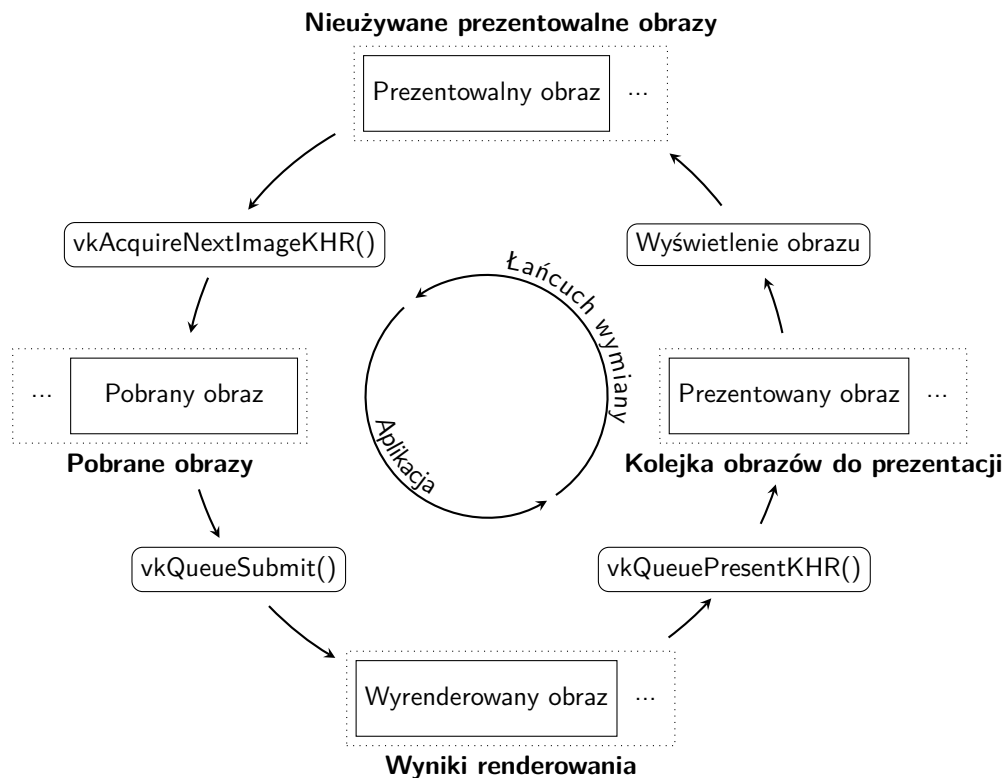 Nieużywane prezentowalne obrazy
Prezentowalny obraz ...
vkAcquireNextImageKHR()
Wyświetlenie obrazu
Łańcuch wymiany
... Pobrany obraz
Prezentowany obraz ...
Aplikacja
Pobrane obrazy
Kolejka obrazów do prezentacji
vkQueueSubmit()
vkQueuePresentKHR()
Wyrenderowany obraz ...
Wyniki renderowania